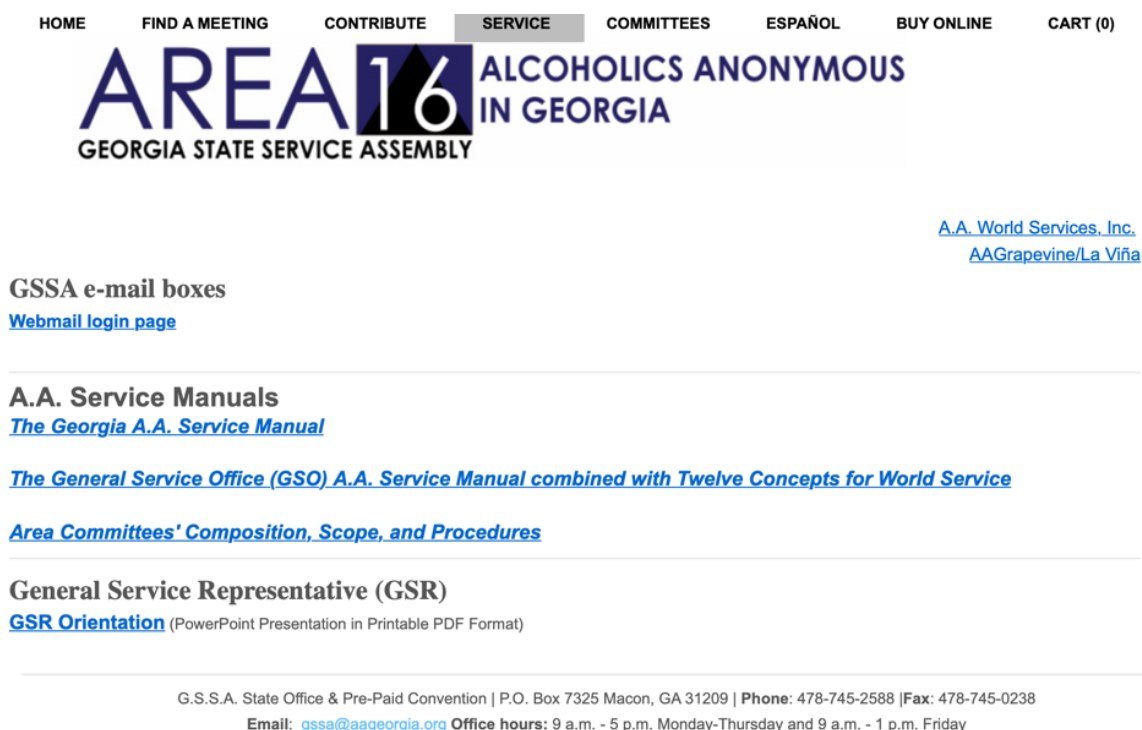 HOME FIND A MEETING CONTRIBUTE SERVICE COMMITTEES ESPAÑOL BUY ONLINE CART (0)
AREA 16 ALCOHOLICS ANONYMOUS
IN GEORGIA
GEORGIA STATE SERVICE ASSEMBLY
A.A. World Services, Inc.
AAGrapevine/La Viña
GSSA e-mail boxes
Webmail login page
A.A. Service Manuals
The Georgia A.A. Service Manual
The General Service Office (GSO) A.A. Service Manual combined with Twelve Concepts for World Service
Area Committees' Composition, Scope, and Procedures
General Service Representative (GSR)
GSR Orientation (PowerPoint Presentation in Printable PDF Format)
G.S.S.A. State Office & Pre-Paid Convention | P.O. Box 7325 Macon, GA 31209 | Phone: 478-745-2588 |Fax: 478-745-0238
Email: gssa@aageorgia.org Office hours: 9 a.m. - 5 p.m. Monday-Thursday and 9 a.m. - 1 p.m. Friday